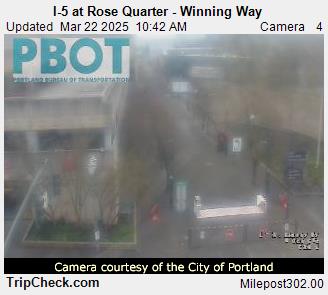 I-5 at Rose Quarter - Winning Way
Updated Mar 22 2025 10:42 AM Camera 4
PBOT
PORTLAND BUREAU OF TRANSPORTATION
Camera courtesy of the City of Portland
TripCheck.com Milepost302.00